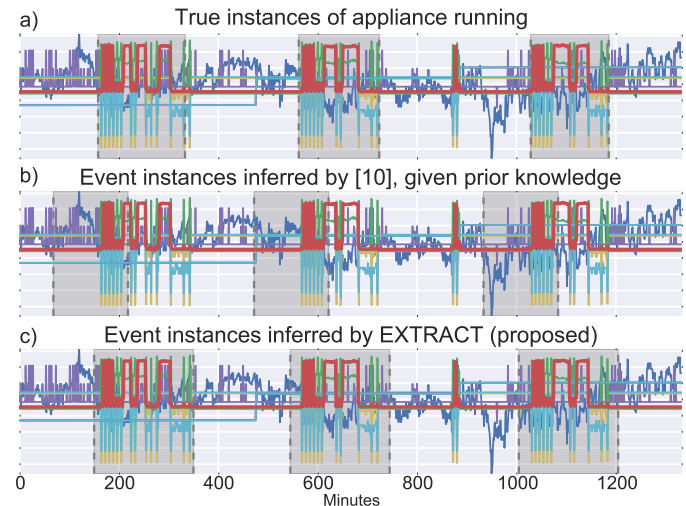 a) True instances of appliance running
b) Event instances inferred by [10], given prior knowledge
c) Event instances inferred by EXTRACT (proposed)
0 200 400 600 800 1000 1200
Minutes